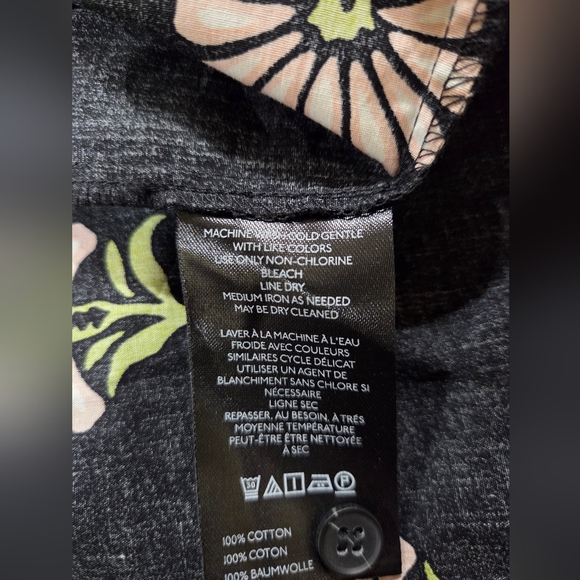 MACHINE WASH COLD GENTLE
WITH LIKE COLORS
USE ONLY NON-CHLORINE
BLEACH
LINE DRY
MEDIUM IRON AS NEEDED
MAY BE DRY CLEANED
LAVER À LA MACHINE À L'EAU
FROIDE AVEC COULEURS
SIMILAIRES CYCLE DÉLICAT
UTILISER UN AGENT DE
BLANCHIMENT SANS CHLORE SI
NÉCESSAIRE
LIGNE SEC
REPASSER, AU BESOIN, À TRÉS
MOYENNE TEMPÉRATURE
PEUT-ÊTRE ÊTRE NETTOYÉE
À SEC
30
P
100% COTTON
100% COTON
100% BAUMWOLLE